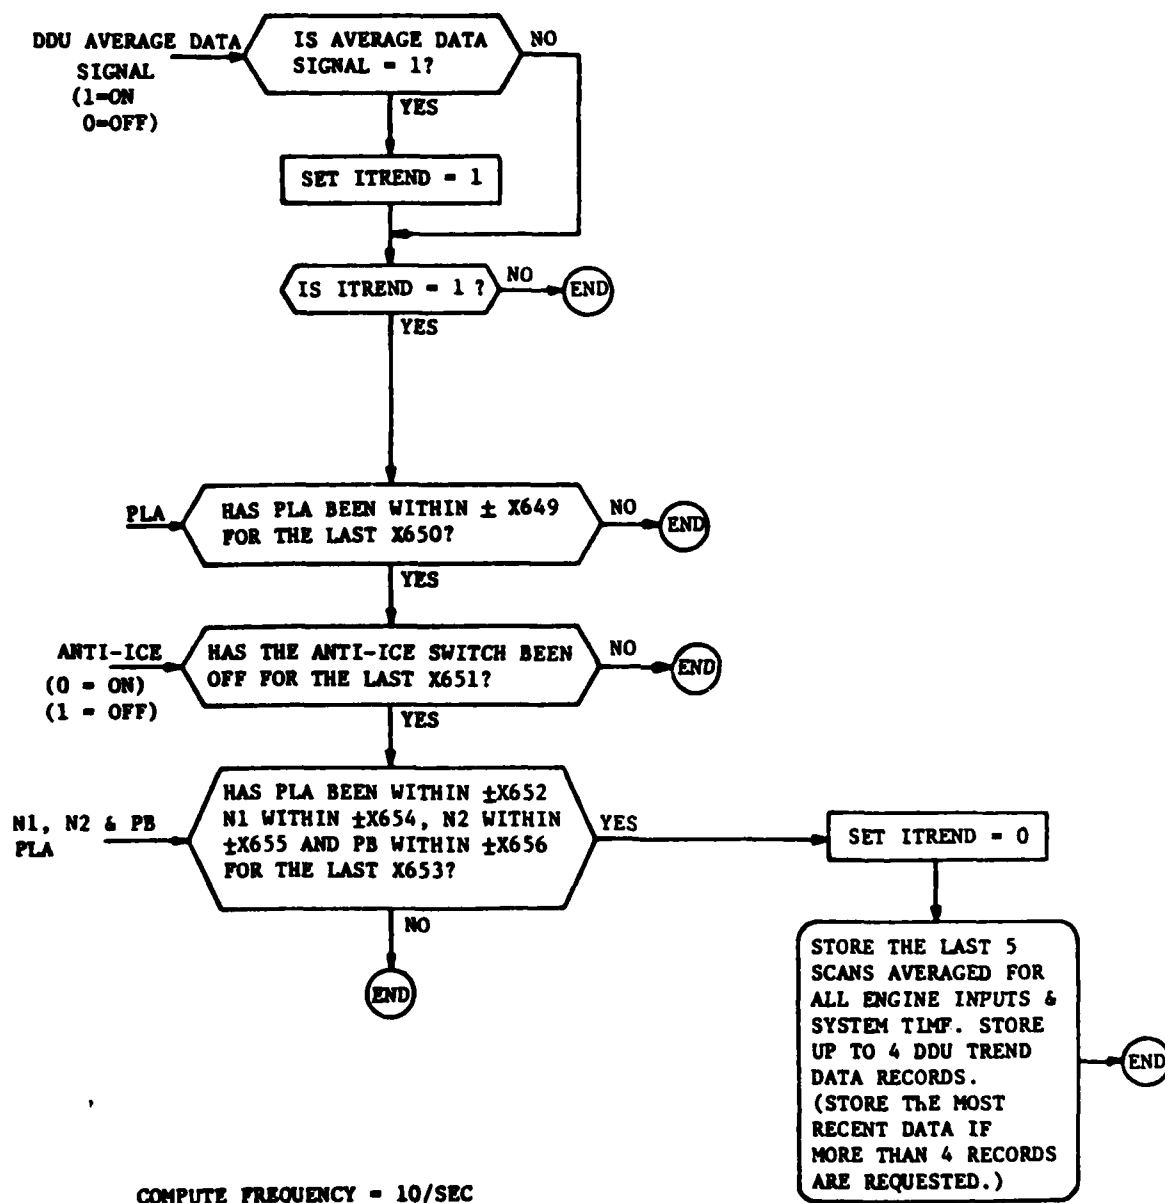 DDU AVERAGE DATA
SIGNAL
(1=ON
0=OFF)
IS AVERAGE DATA
SIGNAL = 1?
NO
YES
SET ITREND = 1
IS ITREND = 1 ?
NO
END
YES
PLA
HAS PLA BEEN WITHIN ± X649
FOR THE LAST X650?
NO
END
YES
ANTI-ICE
(0 = ON)
(1 = OFF)
HAS THE ANTI-ICE SWITCH BEEN
OFF FOR THE LAST X651?
NO
END
YES
N1, N2 & PB
PLA
HAS PLA BEEN WITHIN ±X652
N1 WITHIN ±X654, N2 WITHIN
±X655 AND PB WITHIN ±X656
FOR THE LAST X653?
YES
NO
END
SET ITREND = 0
STORE THE LAST 5
SCANS AVERAGED FOR
ALL ENGINE INPUTS &
SYSTEM TIMF. STORE
UP TO 4 DDU TREND
DATA RECORDS.
(STORE ThE MOST
RECENT DATA IF
MORE THAN 4 RECORDS
ARE REQUESTED.)
END
COMPUTE FREQUENCY = 10/SEC